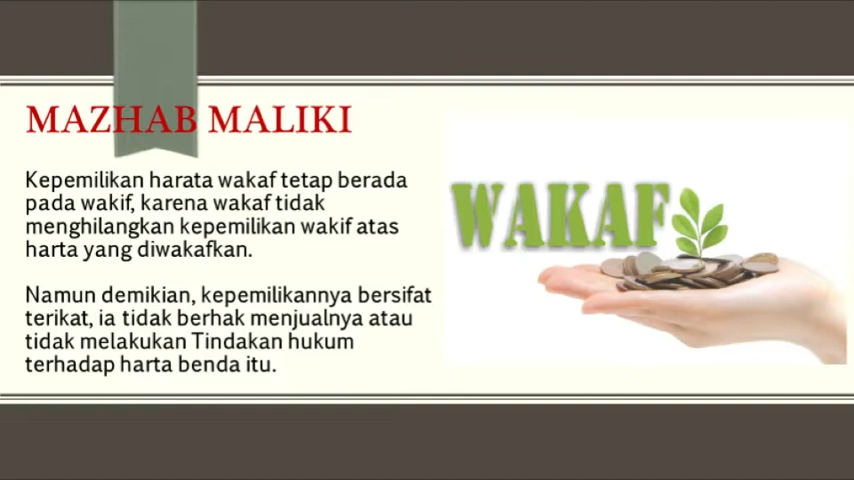 MAZHAB MALIKI
Kepemilikan harata wakaf tetap berada
pada wakif, karena wakaf tidak
menghilangkan kepemilikan wakif atas
harta yang diwakafkan.
Namun demikian, kepemilikannya bersifat
terikat, ia tidak berhak menjualnya atau
tidak melakukan Tindakan hukum
terhadap harta benda itu.
WAKAF